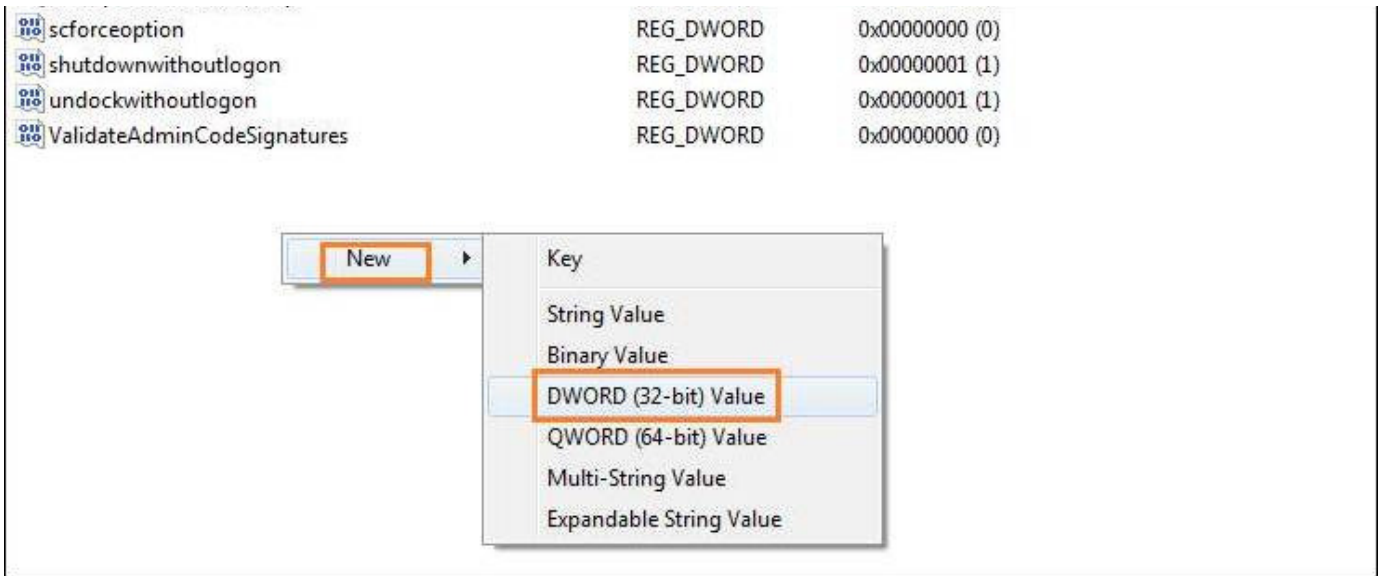 scforceoption REG_DWORD 0x00000000 (0)
shutdownwithoutlogon REG_DWORD 0x00000001 (1)
undockwithoutlogon REG_DWORD 0x00000001 (1)
ValidateAdminCodeSignatures REG_DWORD 0x00000000 (0)
New
Key
String Value
Binary Value
DWORD (32-bit) Value
QWORD (64-bit) Value
Multi-String Value
Expandable String Value